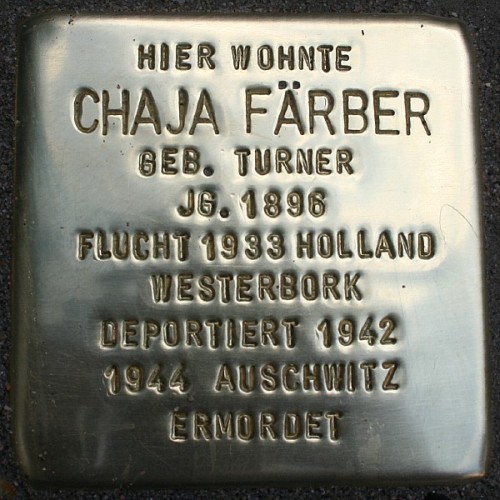 HIER WOHNTE
CHAJA FÄRBER
GEB. TURNER
JG. 1896
FLUCHT 1933 HOLLAND
WESTERBORK
DEPORTIERT 1942
1944 AUSCHWITZ
ERMORDET